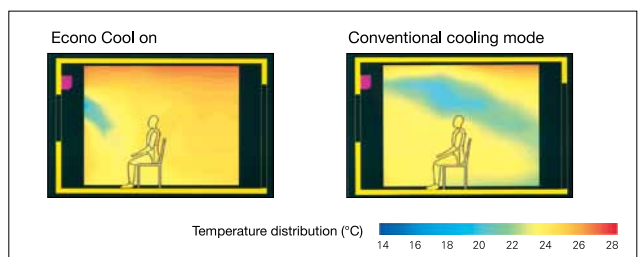 Econo Cool on
Conventional cooling mode
Temperature distribution (°C)
14 16 18 20 22 24 26 28